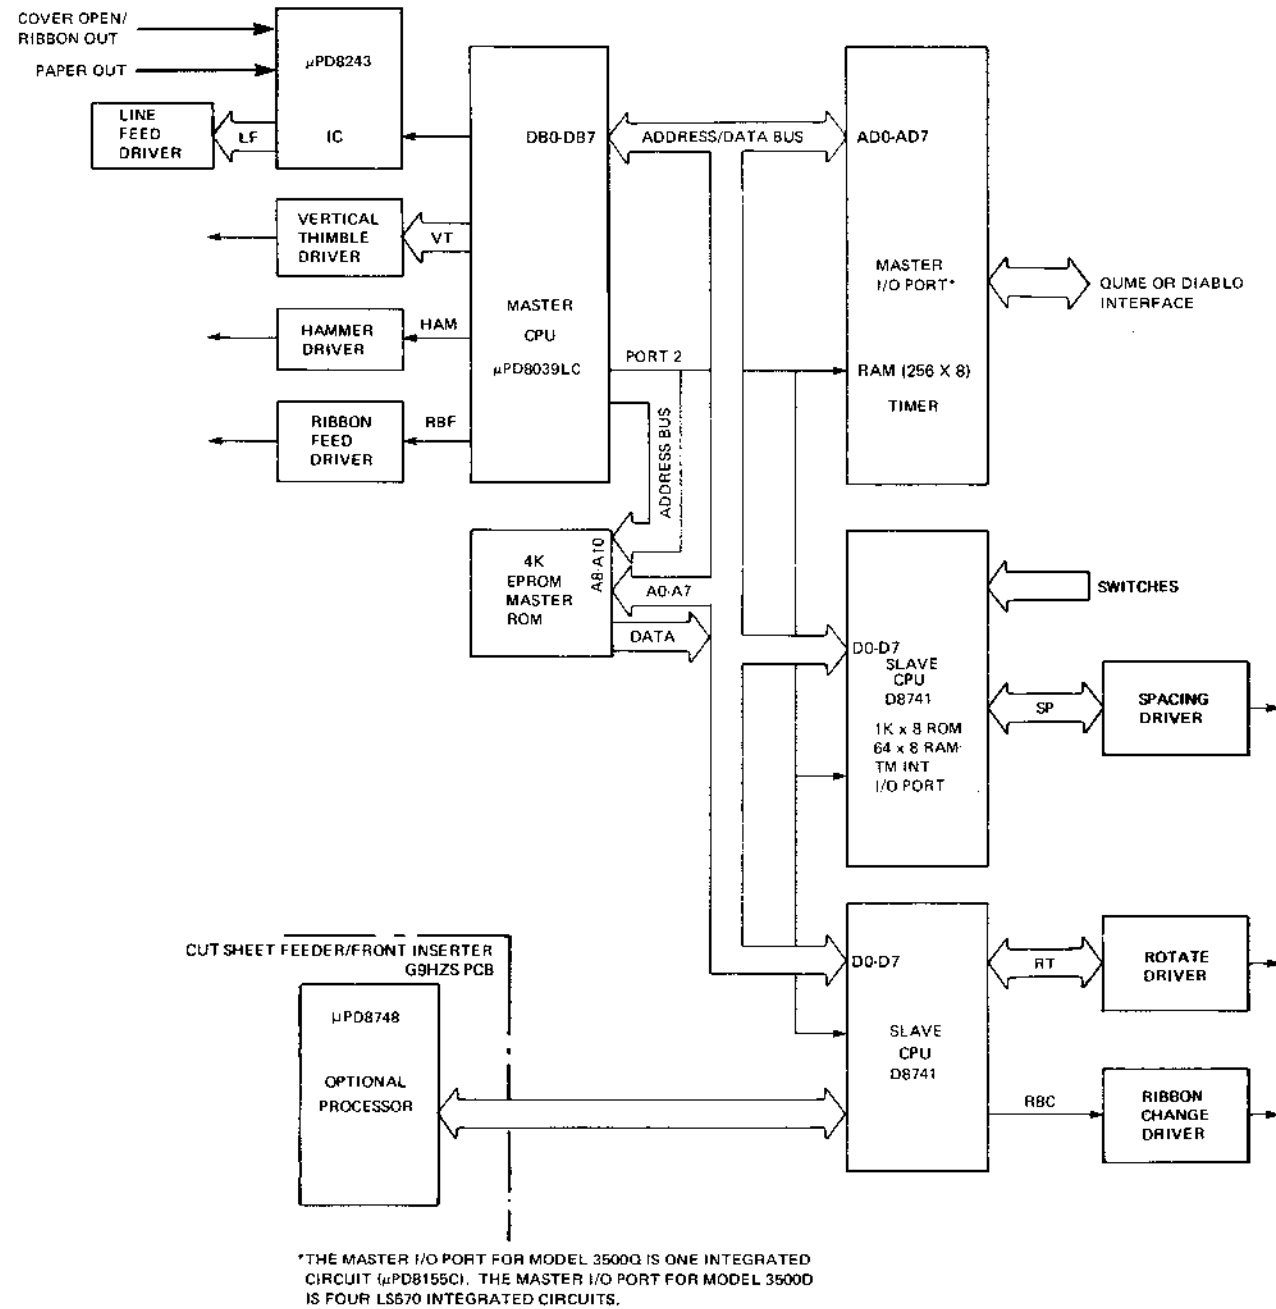 COVER OPEN/
RIBBON OUT
PAPER OUT
µPD8243
IC
LINE
FEED
DRIVER
LF
VERTICAL
THIMBLE
DRIVER
VT
HAMMER
DRIVER
HAM
RIBBON
FEED
DRIVER
RBF
DB0-DB7
MASTER
CPU
µPD8039LC
ADDRESS/DATA BUS
PORT 2
ADDRESS BUS
AD0-AD7
MASTER
I/O PORT*
RAM (256 X 8)
TIMER
QUME OR DIABLO
INTERFACE
4K
EPROM
MASTER
ROM
A8-A10
A0-A7
DATA
D0-D7
SLAVE
CPU
D8741
1K x 8 ROM
64 x 8 RAM
TM INT
I/O PORT
SWITCHES
SP
SPACING
DRIVER
CUT SHEET FEEDER/FRONT INSERTER
G9HZS PCB
µPD8748
OPTIONAL
PROCESSOR
D0-D7
SLAVE
CPU
D8741
RT
ROTATE
DRIVER
RBC
RIBBON
CHANGE
DRIVER
*THE MASTER I/O PORT FOR MODEL 3500Q IS ONE INTEGRATED
CIRCUIT (µPD8155C). THE MASTER I/O PORT FOR MODEL 3500D
IS FOUR LS670 INTEGRATED CIRCUITS.